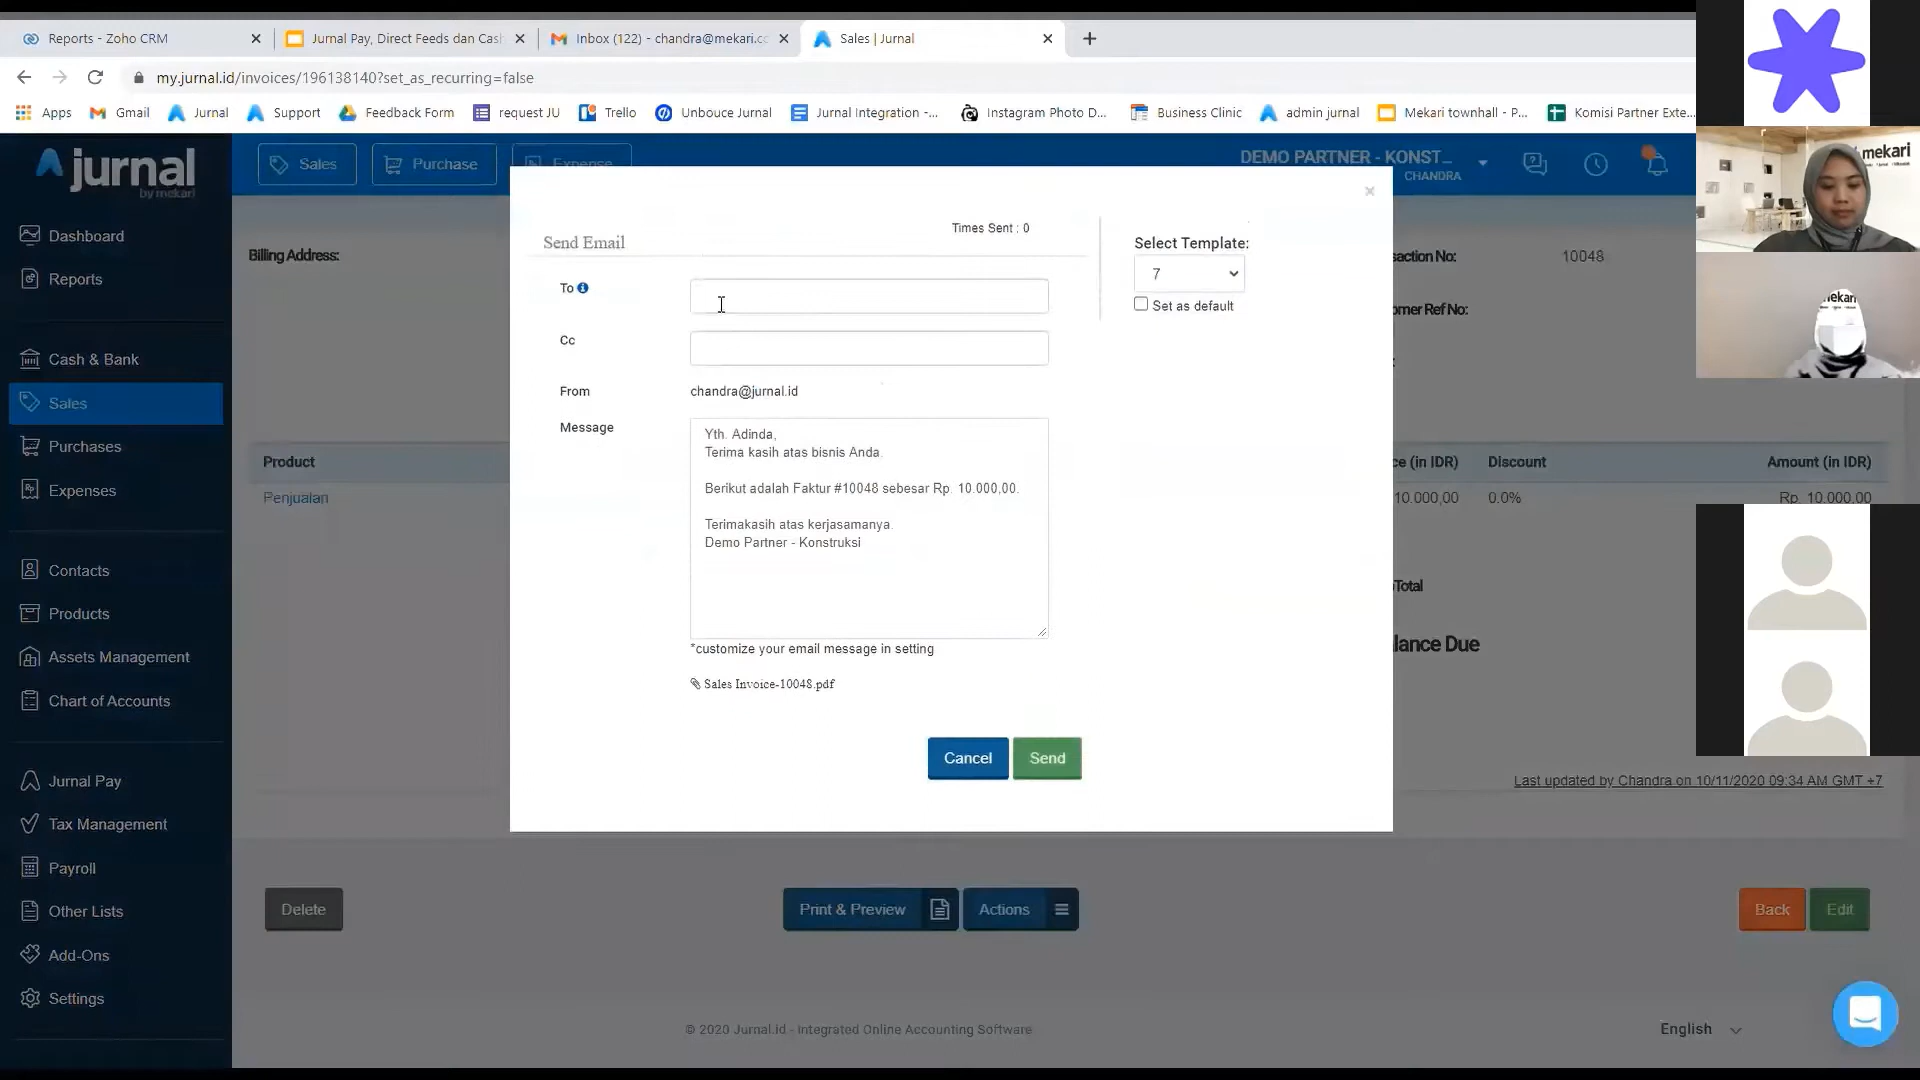 Reports - Zoho CRM
Jurnal Pay, Direct Feeds dan Cash
Inbox (122) - chandra@mekari.cc
Sales | Jurnal
my.jurnal.id/invoices/196138140?set_as_recurring=false
Apps
Gmail
Jurnal
Support
Feedback Form
request JU
Trello
Unbouce Jurnal
Jurnal Integration -...
Instagram Photo D...
Business Clinic
admin jurnal
Mekari townhall - P...
Komisi Partner Exte...
jurnal
by mekari
Sales
Purchase
Expense
DEMO PARTNER - KONST...
CHANDRA
mekari
ekari
Dashboard
Reports
Cash & Bank
Sales
Purchases
Expenses
Contacts
Products
Assets Management
Chart of Accounts
Jurnal Pay
Tax Management
Payroll
Other Lists
Add-Ons
Settings
Billing Address:
Product
Penjualan
Times Sent : 0
Send Email
To
Cc
From
chandra@jurnal.id
Message
Yth. Adinda,
Terima kasih atas bisnis Anda.
Berikut adalah Faktur #10048 sebesar Rp. 10.000,00.
Terimakasih atas kerjasamanya.
Demo Partner - Konstruksi
*customize your email message in setting
Sales Invoice-10048.pdf
Cancel
Send
Select Template:
7
Set as default
saction No:
10048
omer Ref No:
ce (in IDR)
Discount
Amount (in IDR)
10.000,00
0.0%
Rp. 10.000,00
Total
lance Due
Last updated by Chandra on 10/11/2020 09:34 AM GMT +7
Delete
Print & Preview
Actions
Back
Edit
© 2020 Jurnal.id - Integrated Online Accounting Software
English